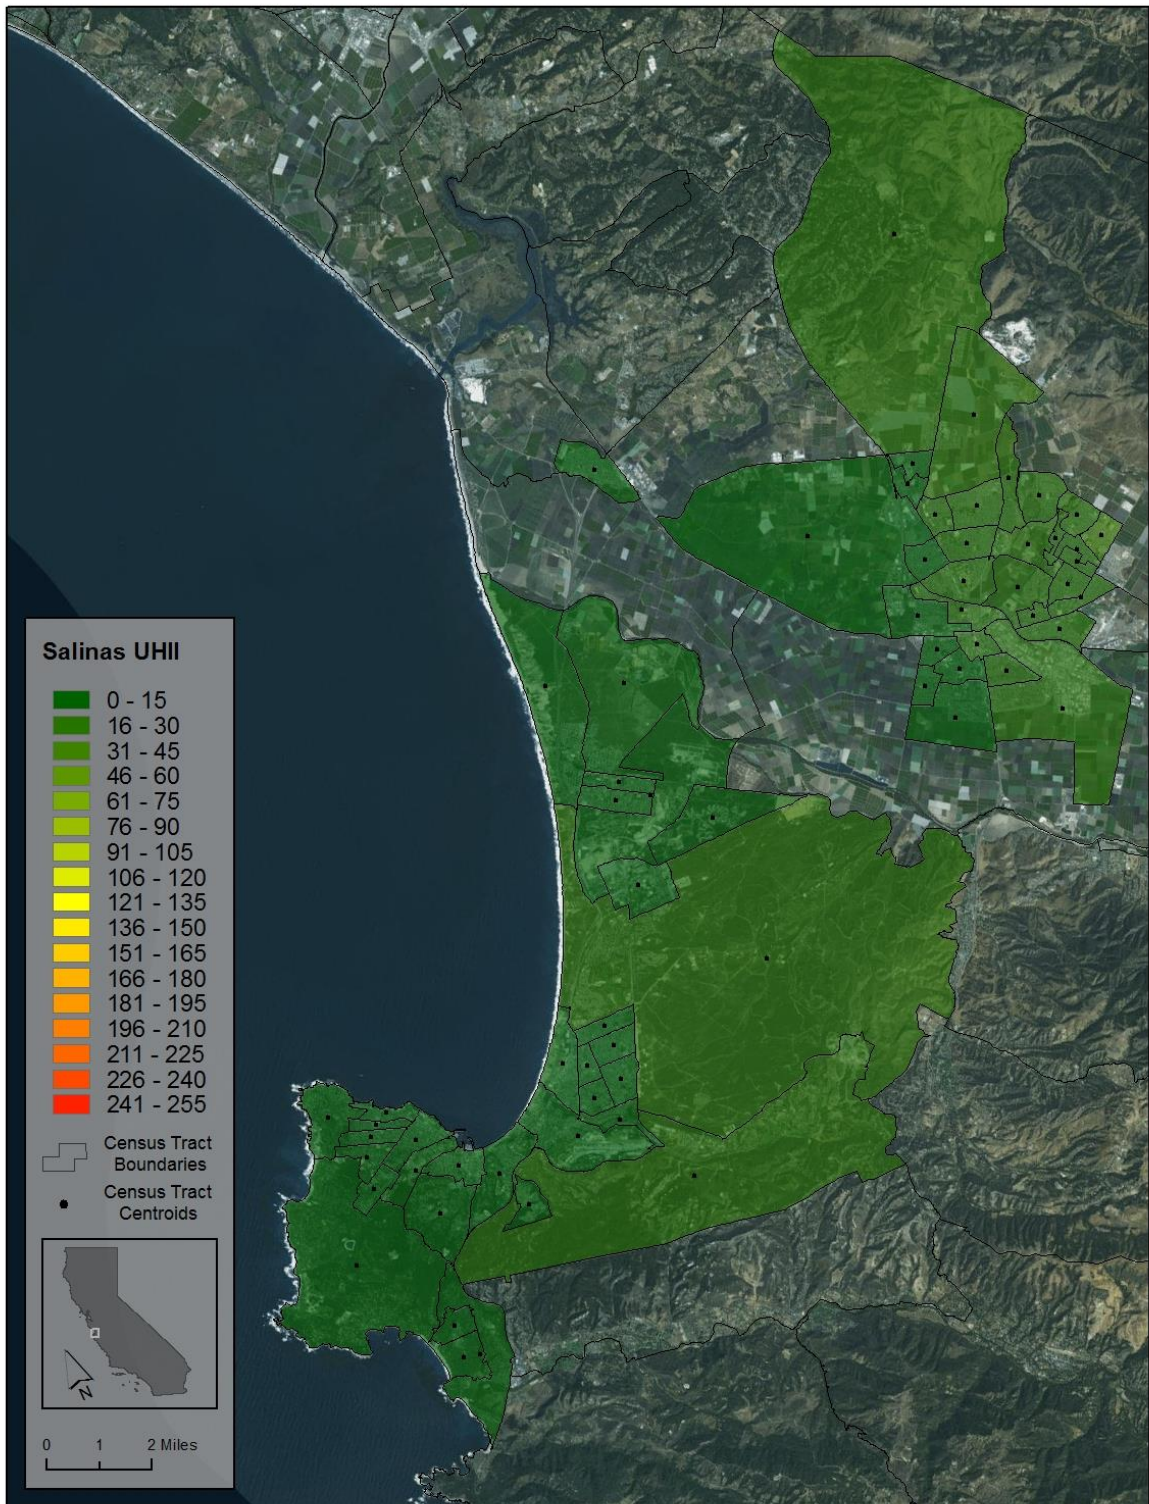 Salinas UHII
0 - 15
16 - 30
31 - 45
46 - 60
61 - 75
76 - 90
91 - 105
106 - 120
121 - 135
136 - 150
151 - 165
166 - 180
181 - 195
196 - 210
211 - 225
226 - 240
241 - 255
Census Tract
Boundaries
Census Tract
Centroids
N
0 1 2 Miles